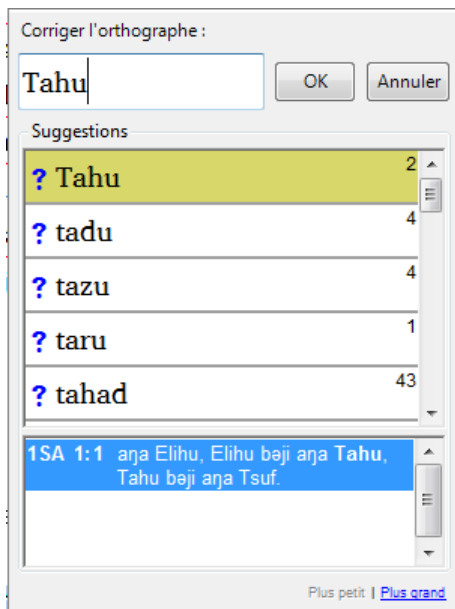 Corriger l'orthographe :
Tahu
OK
Annuler
Suggestions
? Tahu 2
? tadu 4
? tazu 4
? taru 1
? tahad 43
1SA 1:1 aŋa Elihu, Elihu bəji aŋa Tahu,
Tahu bəji aŋa Tsuf.
Plus petit | Plus grand